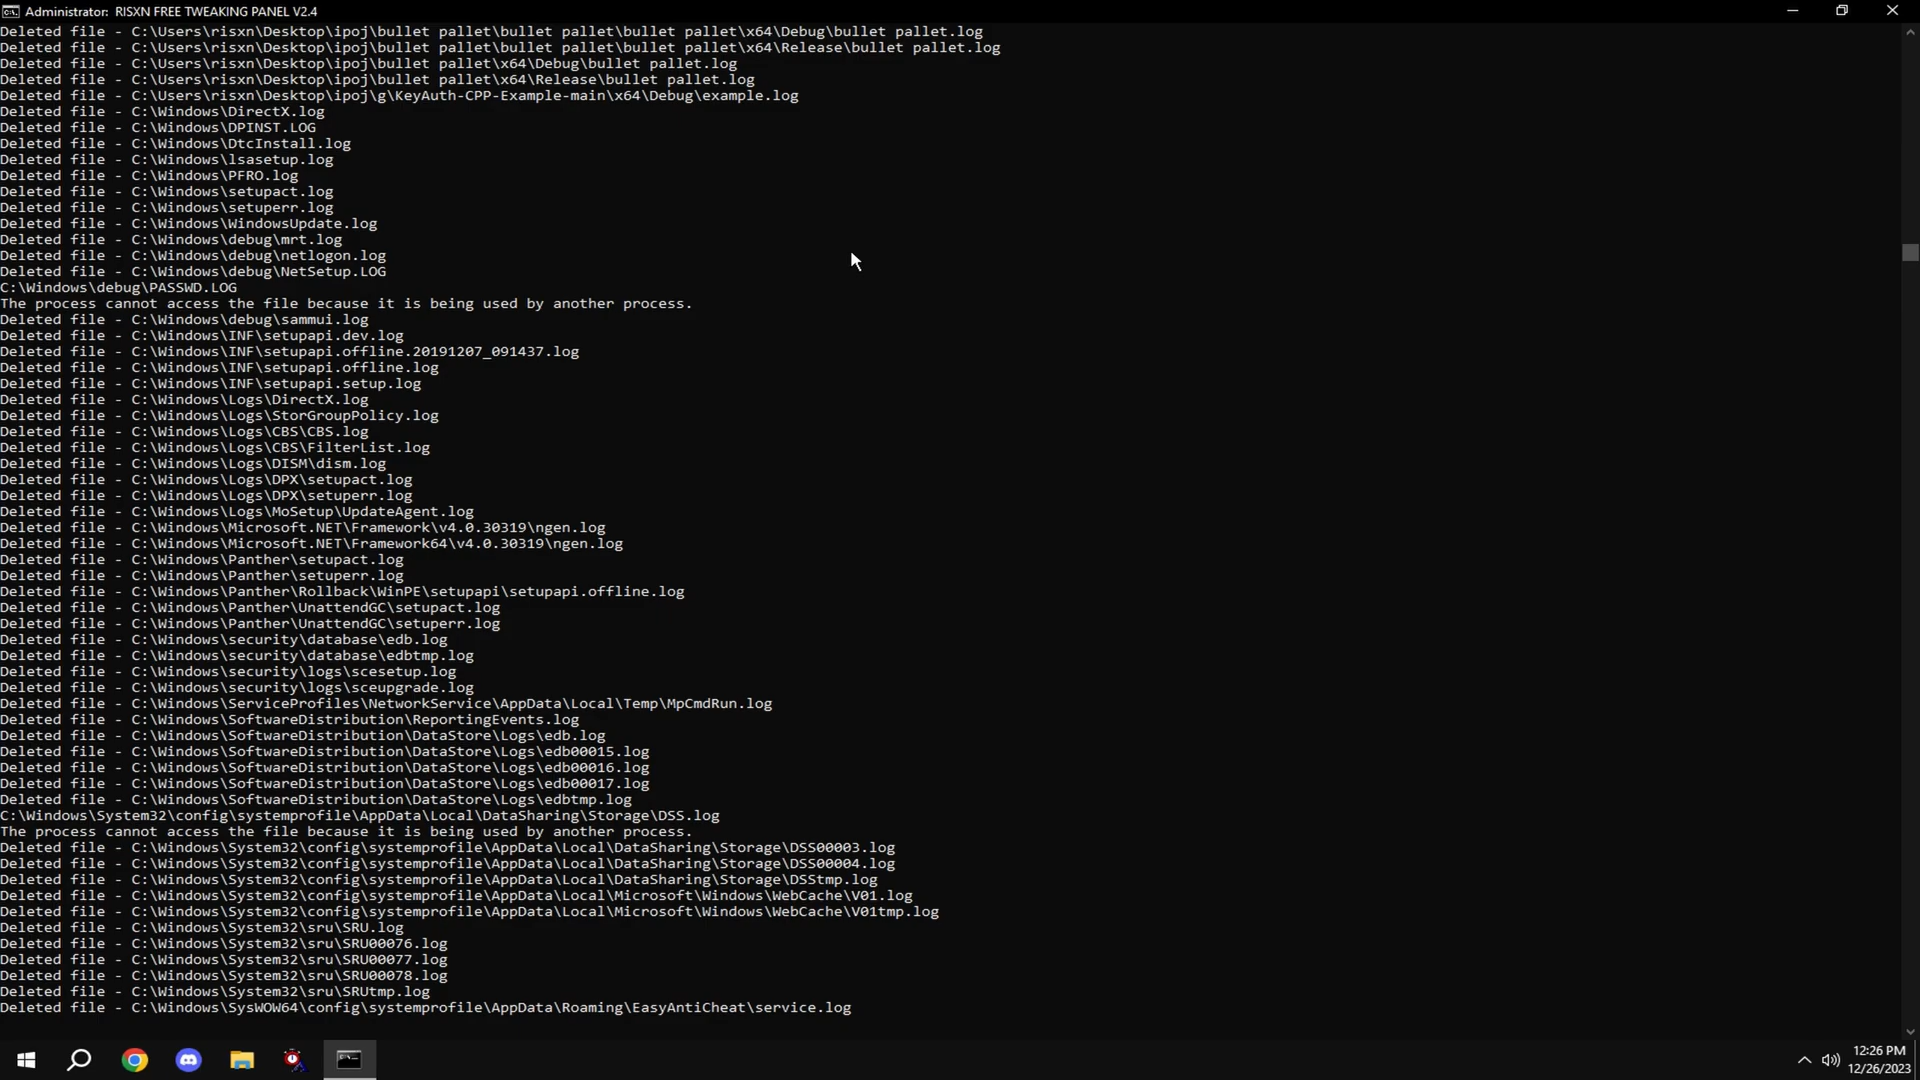 Administrator:  RISXN FREE TWEAKING PANEL V2.4
Deleted file - C:\Users\risxn\Desktop\ipoj\bullet pallet\bullet pallet\bullet pallet\x64\Debug\bullet pallet.log
Deleted file - C:\Users\risxn\Desktop\ipoj\bullet pallet\bullet pallet\bullet pallet\x64\Release\bullet pallet.log
Deleted file - C:\Users\risxn\Desktop\ipoj\bullet pallet\x64\Debug\bullet pallet.log
Deleted file - C:\Users\risxn\Desktop\ipoj\bullet pallet\x64\Release\bullet pallet.log
Deleted file - C:\Users\risxn\Desktop\ipoj\g\KeyAuth-CPP-Example-main\x64\Debug\example.log
Deleted file - C:\Windows\DirectX.log
Deleted file - C:\Windows\DPINST.LOG
Deleted file - C:\Windows\DtcInstall.log
Deleted file - C:\Windows\lsasetup.log
Deleted file - C:\Windows\PFRO.log
Deleted file - C:\Windows\setupact.log
Deleted file - C:\Windows\setuperr.log
Deleted file - C:\Windows\WindowsUpdate.log
Deleted file - C:\Windows\debug\mrt.log
Deleted file - C:\Windows\debug\netlogon.log
Deleted file - C:\Windows\debug\NetSetup.LOG
C:\Windows\debug\PASSWD.LOG
The process cannot access the file because it is being used by another process.
Deleted file - C:\Windows\debug\sammui.log
Deleted file - C:\Windows\INF\setupapi.dev.log
Deleted file - C:\Windows\INF\setupapi.offline.20191207_091437.log
Deleted file - C:\Windows\INF\setupapi.offline.log
Deleted file - C:\Windows\INF\setupapi.setup.log
Deleted file - C:\Windows\Logs\DirectX.log
Deleted file - C:\Windows\Logs\StorGroupPolicy.log
Deleted file - C:\Windows\Logs\CBS\CBS.log
Deleted file - C:\Windows\Logs\CBS\FilterList.log
Deleted file - C:\Windows\Logs\DISM\dism.log
Deleted file - C:\Windows\Logs\DPX\setupact.log
Deleted file - C:\Windows\Logs\DPX\setuperr.log
Deleted file - C:\Windows\Logs\MoSetup\UpdateAgent.log
Deleted file - C:\Windows\Microsoft.NET\Framework\v4.0.30319\ngen.log
Deleted file - C:\Windows\Microsoft.NET\Framework64\v4.0.30319\ngen.log
Deleted file - C:\Windows\Panther\setupact.log
Deleted file - C:\Windows\Panther\setuperr.log
Deleted file - C:\Windows\Panther\Rollback\WinPE\setupapi\setupapi.offline.log
Deleted file - C:\Windows\Panther\UnattendGC\setupact.log
Deleted file - C:\Windows\Panther\UnattendGC\setuperr.log
Deleted file - C:\Windows\security\database\edb.log
Deleted file - C:\Windows\security\database\edbtmp.log
Deleted file - C:\Windows\security\logs\scesetup.log
Deleted file - C:\Windows\security\logs\sceupgrade.log
Deleted file - C:\Windows\ServiceProfiles\NetworkService\AppData\Local\Temp\MpCmdRun.log
Deleted file - C:\Windows\SoftwareDistribution\ReportingEvents.log
Deleted file - C:\Windows\SoftwareDistribution\DataStore\Logs\edb.log
Deleted file - C:\Windows\SoftwareDistribution\DataStore\Logs\edb00015.log
Deleted file - C:\Windows\SoftwareDistribution\DataStore\Logs\edb00016.log
Deleted file - C:\Windows\SoftwareDistribution\DataStore\Logs\edb00017.log
Deleted file - C:\Windows\SoftwareDistribution\DataStore\Logs\edbtmp.log
C:\Windows\System32\config\systemprofile\AppData\Local\DataSharing\Storage\DSS.log
The process cannot access the file because it is being used by another process.
Deleted file - C:\Windows\System32\config\systemprofile\AppData\Local\DataSharing\Storage\DSS00003.log
Deleted file - C:\Windows\System32\config\systemprofile\AppData\Local\DataSharing\Storage\DSS00004.log
Deleted file - C:\Windows\System32\config\systemprofile\AppData\Local\DataSharing\Storage\DSStmp.log
Deleted file - C:\Windows\System32\config\systemprofile\AppData\Local\Microsoft\Windows\WebCache\V01.log
Deleted file - C:\Windows\System32\config\systemprofile\AppData\Local\Microsoft\Windows\WebCache\V01tmp.log
Deleted file - C:\Windows\System32\sru\SRU.log
Deleted file - C:\Windows\System32\sru\SRU00076.log
Deleted file - C:\Windows\System32\sru\SRU00077.log
Deleted file - C:\Windows\System32\sru\SRU00078.log
Deleted file - C:\Windows\System32\sru\SRUtmp.log
Deleted file - C:\Windows\SysWOW64\config\systemprofile\AppData\Roaming\EasyAntiCheat\service.log
12:26 PM
12/26/2023